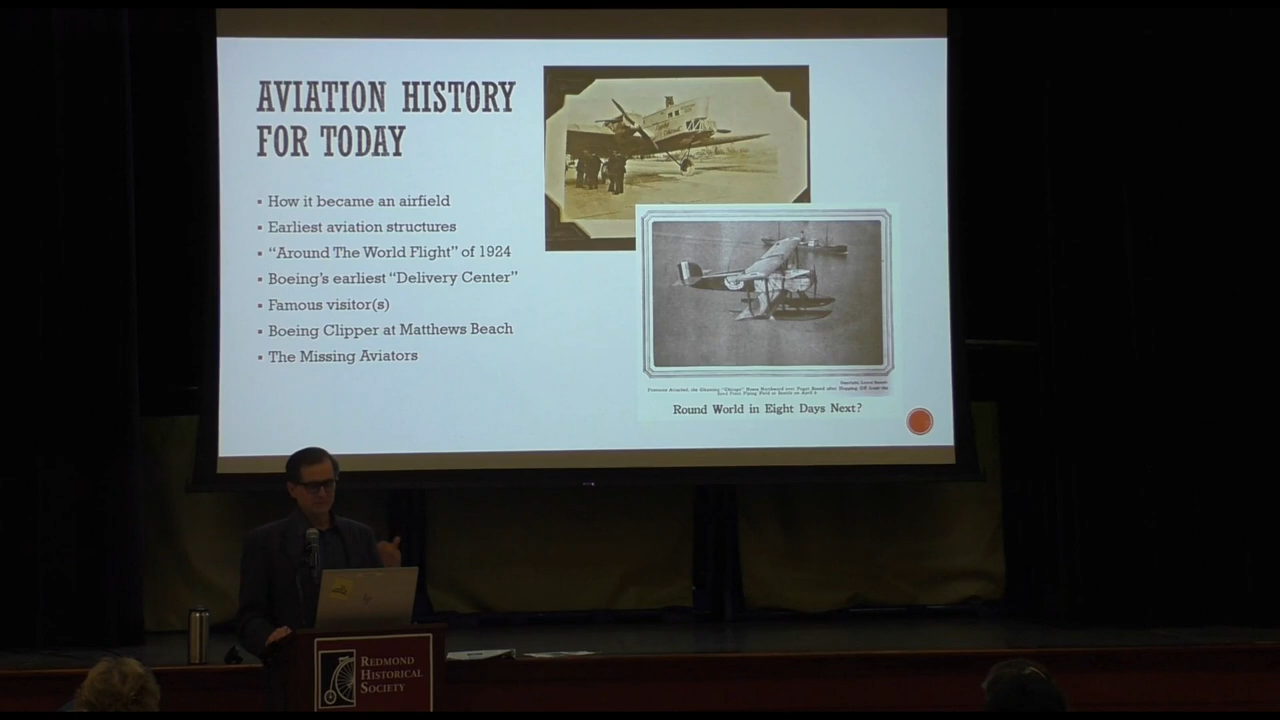 AVIATION HISTORY
FOR TODAY
▪ How it became an airfield
▪ Earliest aviation structures
▪ “Around The World Flight” of 1924
▪ Boeing’s earliest “Delivery Center”
▪ Famous visitor(s)
▪ Boeing Clipper at Matthews Beach
▪ The Missing Aviators
Round World in Eight Days Next?
REDMOND
HISTORICAL
SOCIETY